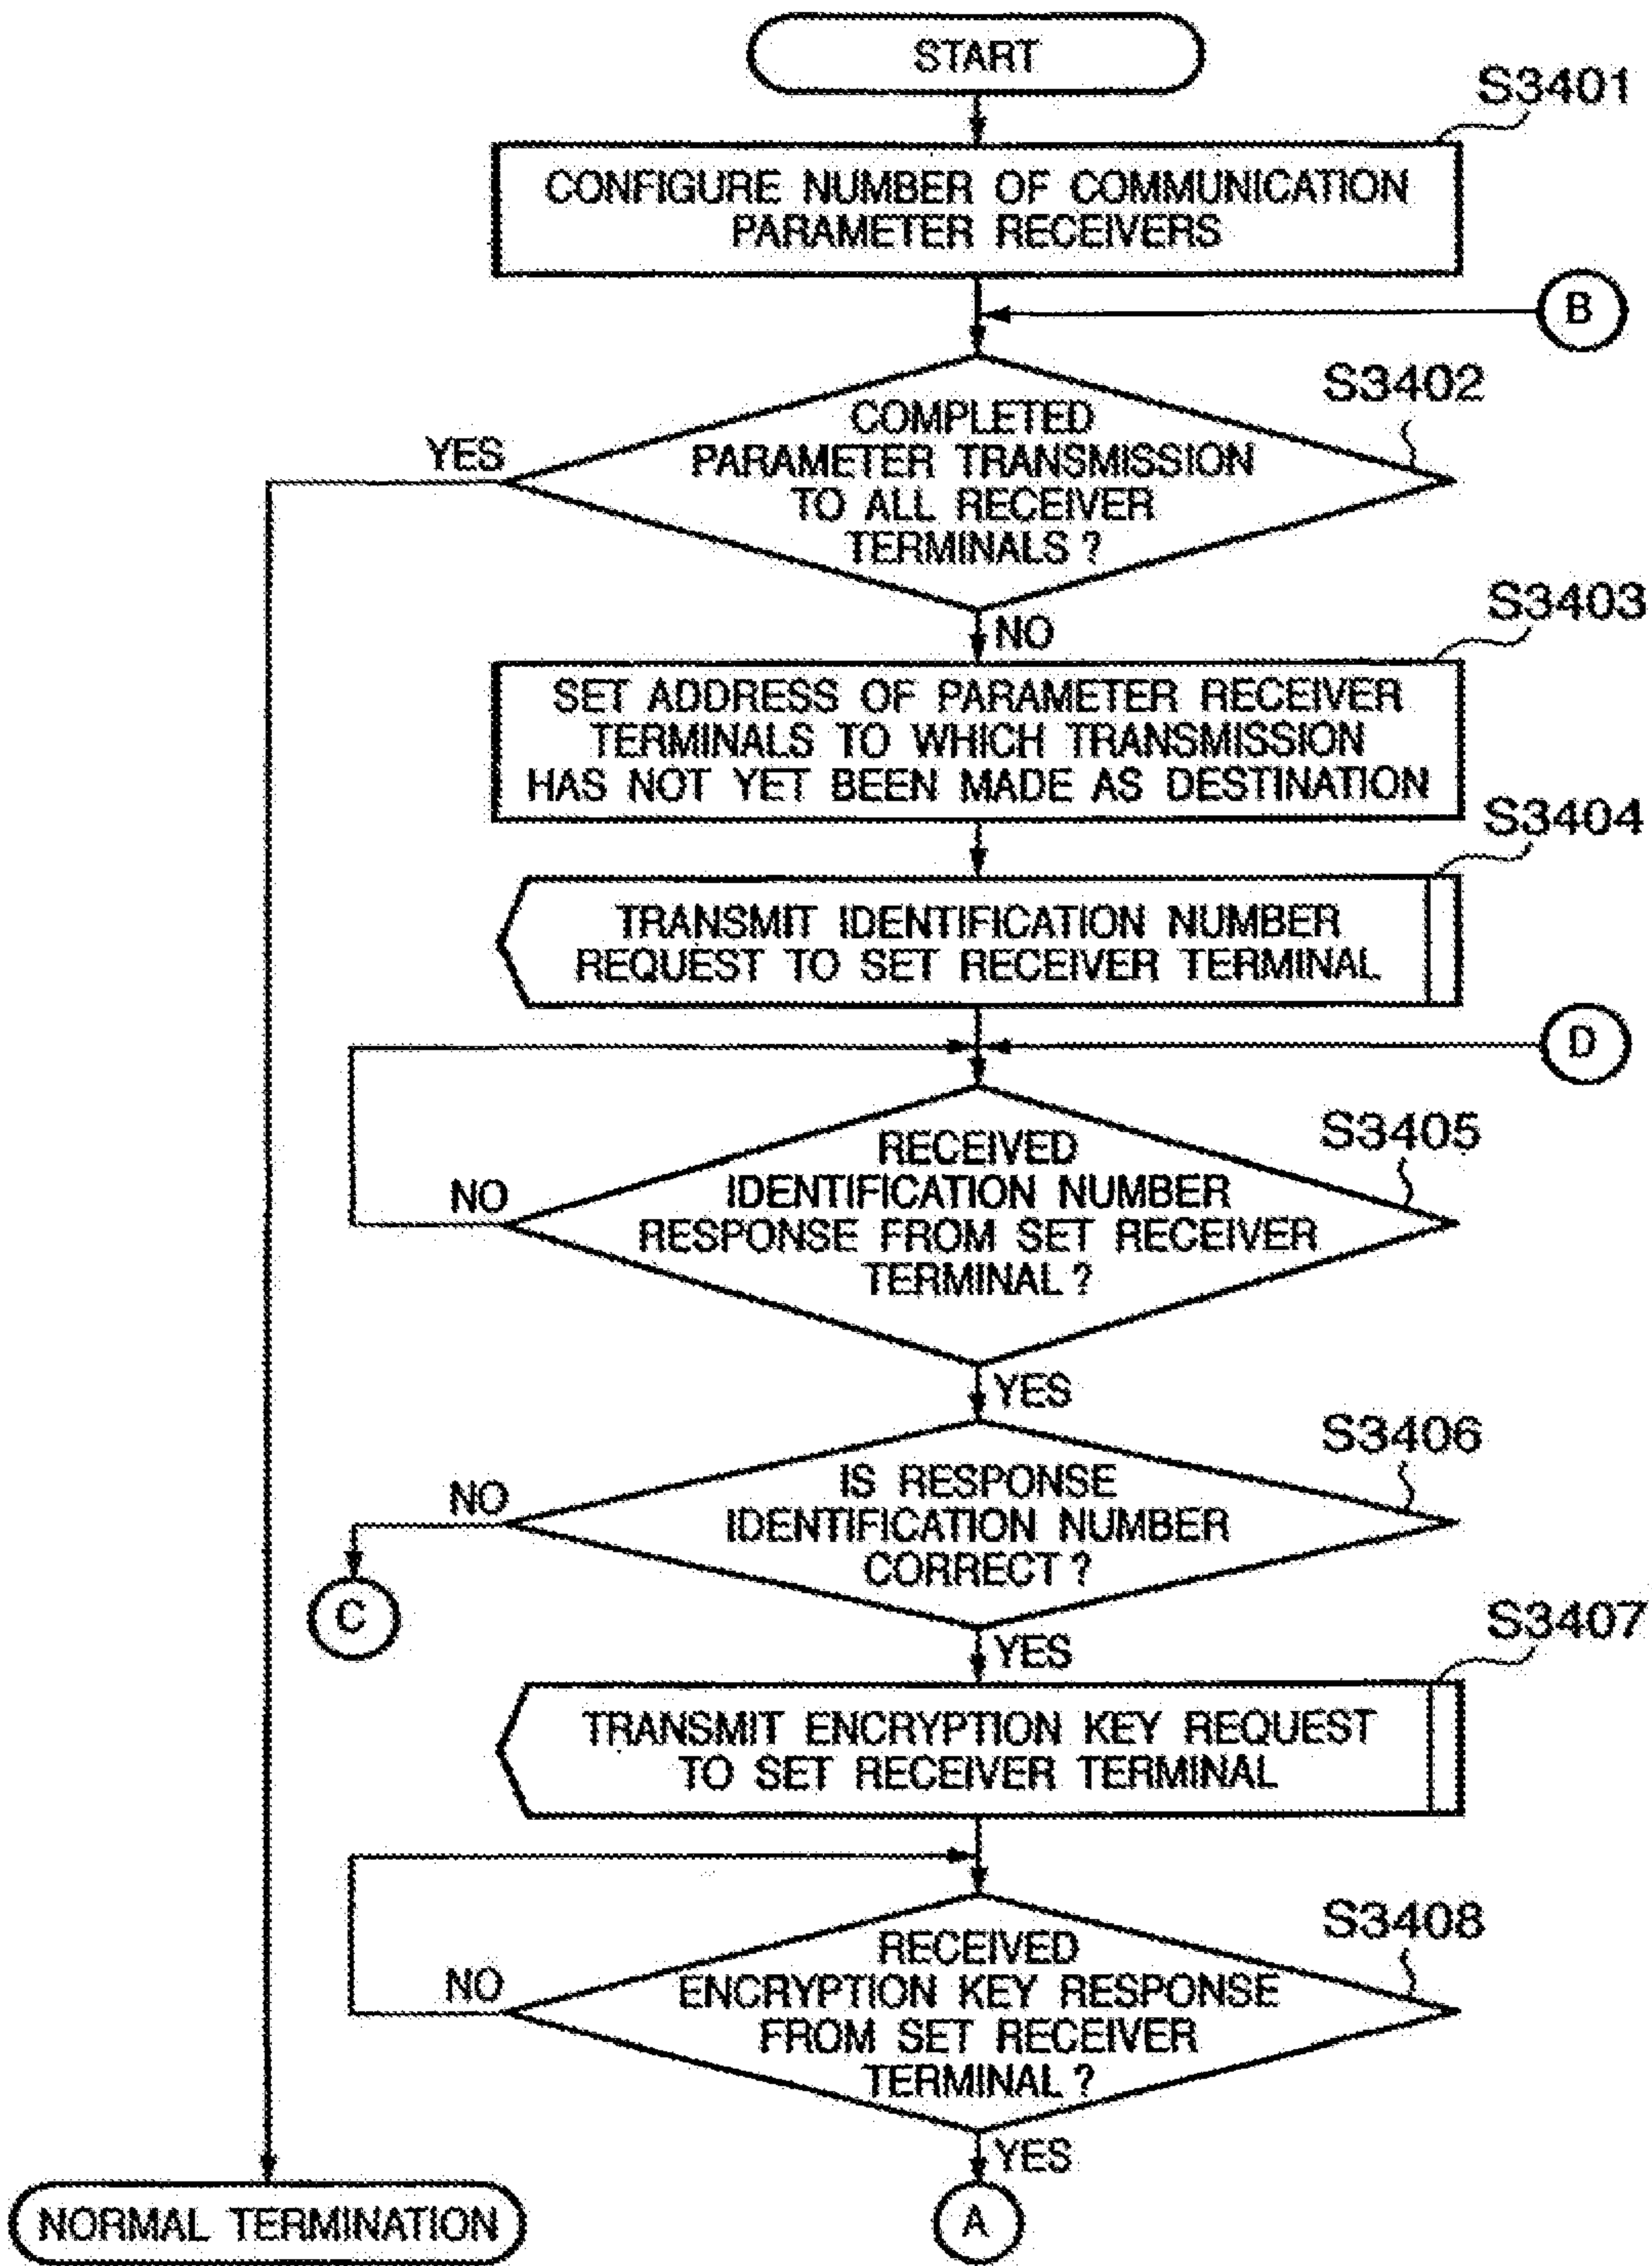 START
S3401
CONFIGURE NUMBER OF COMMUNICATION
PARAMETER RECEIVERS
B
S3402
COMPLETED
PARAMETER TRANSMISSION
TO ALL RECEIVER
TERMINALS ?
YES
NO
S3403
SET ADDRESS OF PARAMETER RECEIVER
TERMINALS TO WHICH TRANSMISSION
HAS NOT YET BEEN MADE AS DESTINATION
S3404
TRANSMIT IDENTIFICATION NUMBER
REQUEST TO SET RECEIVER TERMINAL
D
S3405
RECEIVED
IDENTIFICATION NUMBER
RESPONSE FROM SET RECEIVER
TERMINAL ?
NO
YES
S3406
IS RESPONSE
IDENTIFICATION NUMBER
CORRECT ?
NO
C
YES
S3407
TRANSMIT ENCRYPTION KEY REQUEST
TO SET RECEIVER TERMINAL
S3408
RECEIVED
ENCRYPTION KEY RESPONSE
FROM SET RECEIVER
TERMINAL ?
NO
YES
NORMAL TERMINATION
A